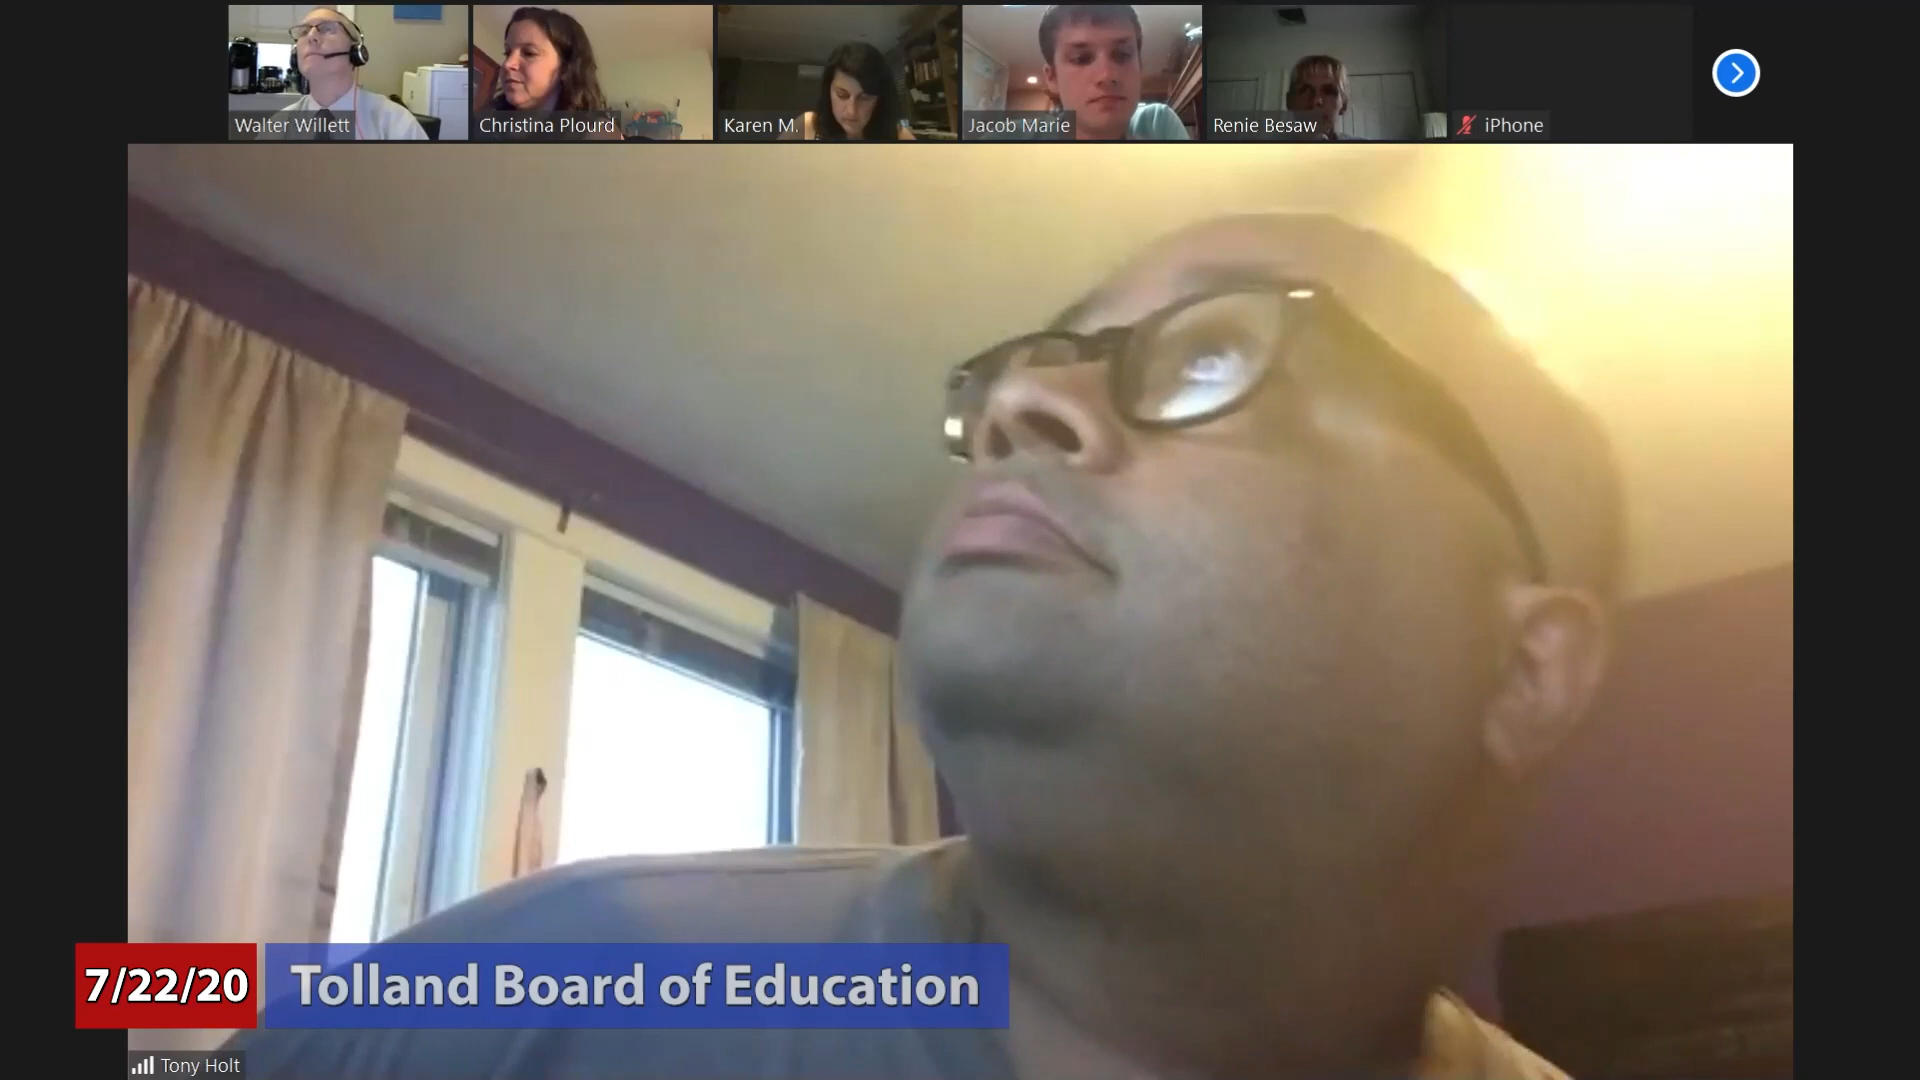 Walter Willett
Christina Plourd
Karen M.
Jacob Marie
Renie Besaw
iPhone
7/22/20
Tolland Board of Education
Tony Holt